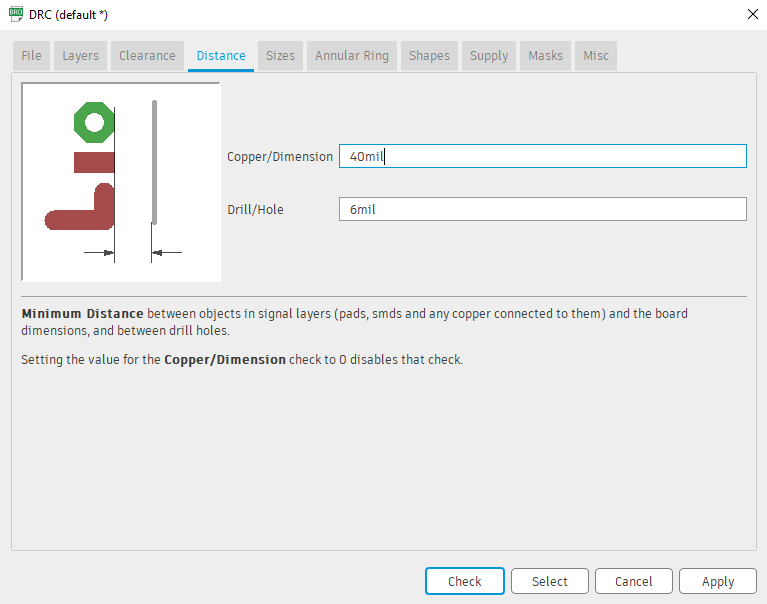 BRD DRC (default *)
File Layers Clearance Distance Sizes Annular Ring Shapes Supply Masks Misc
Copper/Dimension 40mil
Drill/Hole 6mil
Minimum Distance between objects in signal layers (pads, smds and any copper connected to them) and the board
dimensions, and between drill holes.
Setting the value for the Copper/Dimension check to 0 disables that check.
Check Select Cancel Apply